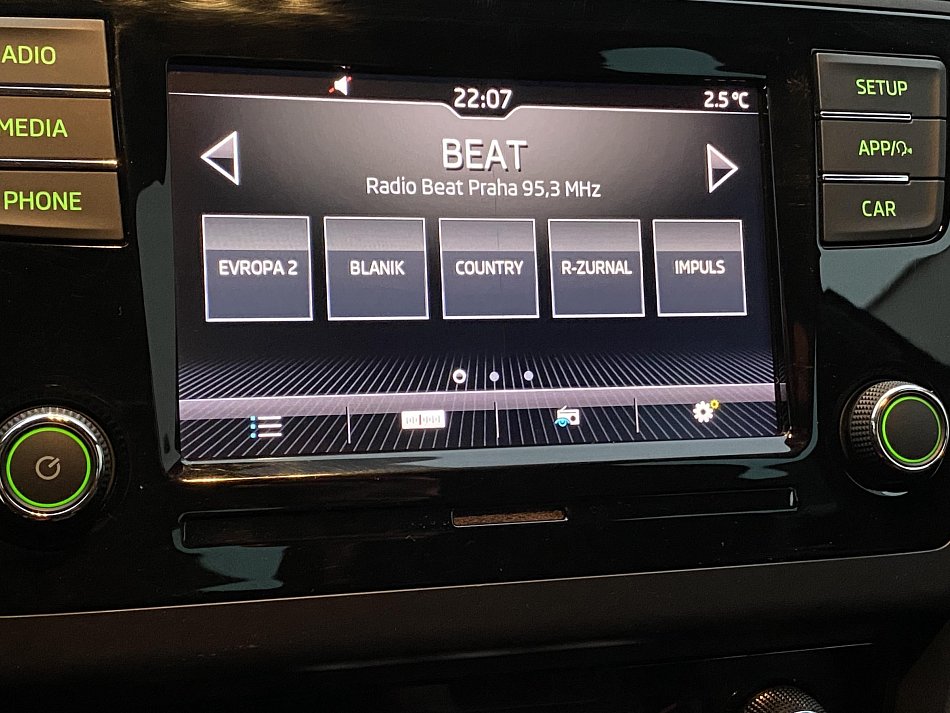 ADIO
MEDIA
PHONE
22:07
2.5°C
BEAT
Radio Beat Praha 95,3 MHz
EVROPA 2
BLANIK
COUNTRY
R-ZURNAL
IMPULS
SETUP
APP/
CAR